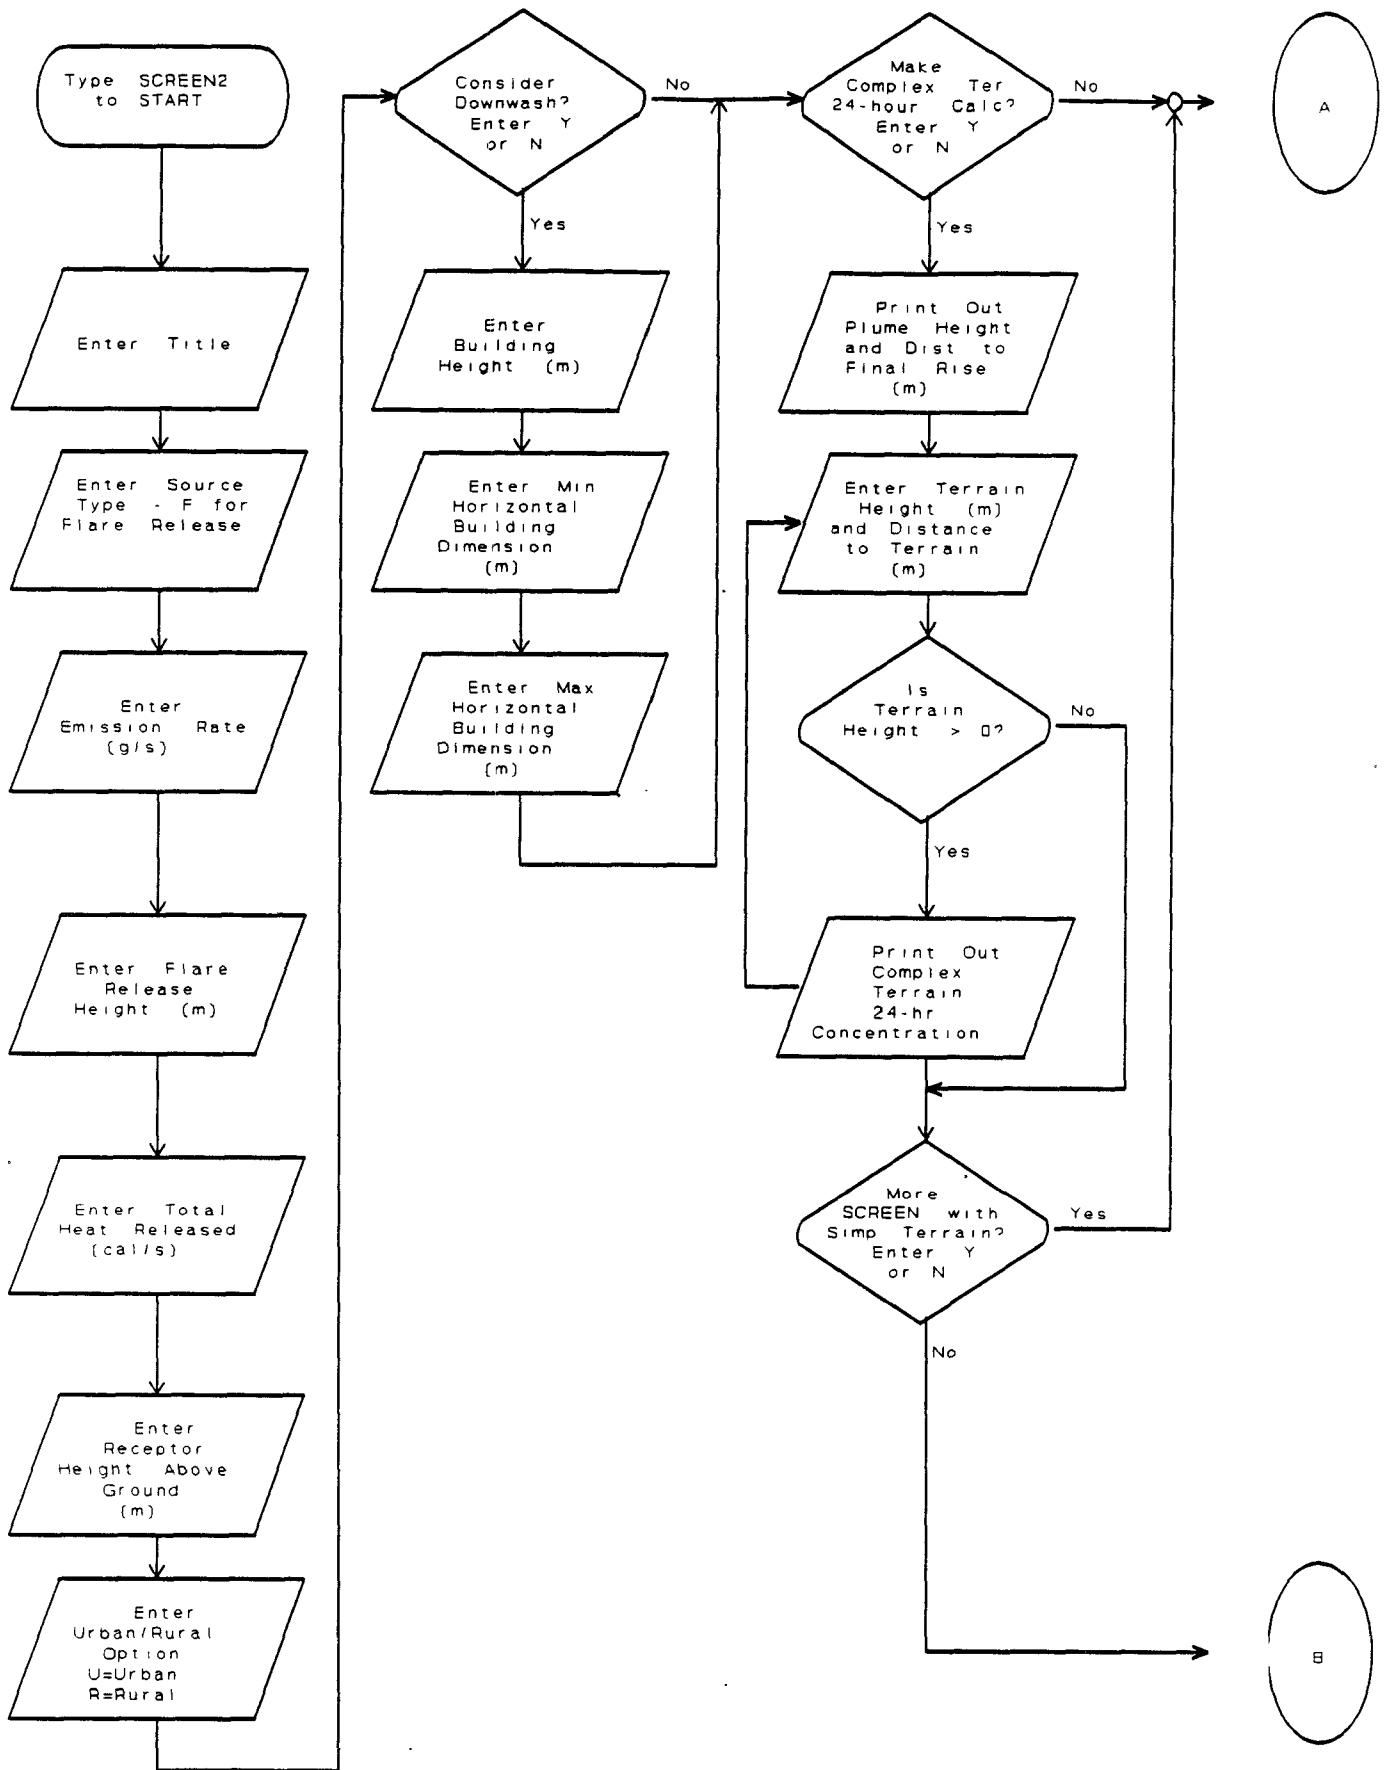 Type SCREEN2
to START
Enter Title
Enter Source
Type - F for
Flare Release
Enter
Emission Rate
(g/s)
Enter Flare
Release
Height (m)
Enter Total
Heat Released
(cal/s)
Enter
Receptor
Height Above
Ground
(m)
Enter
Urban/Rural
Option
U=Urban
R=Rural
Consider
Downwash?
Enter Y
or N
No
Yes
Enter
Building
Height (m)
Enter Min
Horizontal
Building
Dimension
(m)
Enter Max
Horizontal
Building
Dimension
(m)
Make
Complex Ter
24-hour Calc?
Enter Y
or N
No
Yes
Print Out
Plume Height
and Dist to
Final Rise
(m)
Enter Terrain
Height (m)
and Distance
to Terrain
(m)
Is
Terrain
Height > 0?
No
Yes
Print Out
Complex
Terrain
24-hr
Concentration
More
SCREEN with
Simp Terrain?
Enter Y
or N
Yes
No
A
B